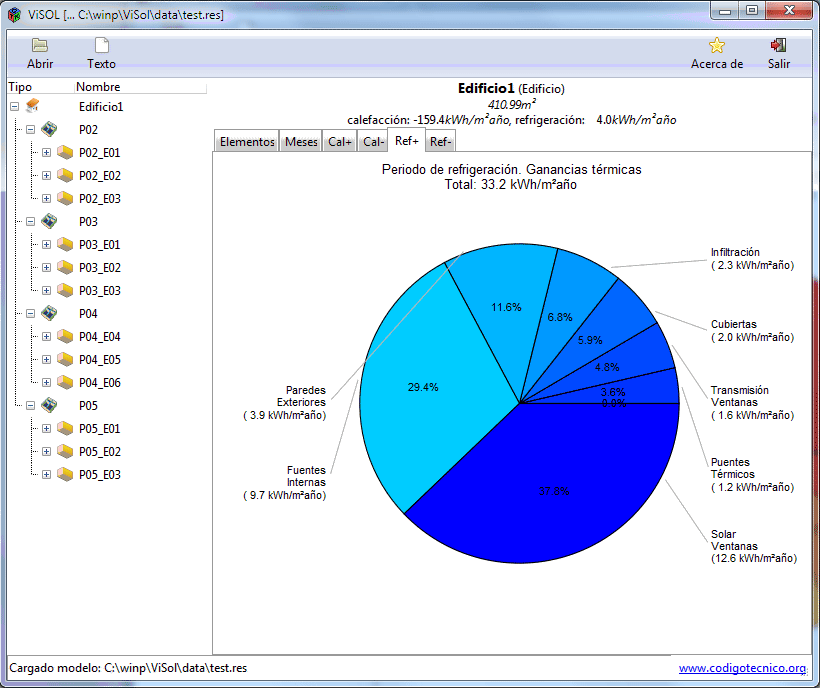 ViSOL [... C:\winp\ViSol\data\test.res]
Abrir
Texto
Acerca de
Salir
Tipo
Nombre
Edificio1
P02
P02_E01
P02_E02
P02_E03
P03
P03_E01
P03_E02
P03_E03
P04
P04_E04
P04_E05
P04_E06
P05
P05_E01
P05_E02
P05_E03
Edificio1 (Edificio)
410.99m²
calefacción: -159.4kWh/m²año, refrigeración: 4.0kWh/m²año
Elementos
Meses
Cal+
Cal-
Ref+
Ref-
Periodo de refrigeración. Ganancias térmicas
Total: 33.2 kWh/m²año
Infiltración
( 2.3 kWh/m²año)
11.6%
6.8%
Cubiertas
( 2.0 kWh/m²año)
5.9%
4.8%
29.4%
3.6%
0.0%
Paredes
Exteriores
( 3.9 kWh/m²año)
Transmisión
Ventanas
( 1.6 kWh/m²año)
Fuentes
Internas
( 9.7 kWh/m²año)
Puentes
Térmicos
( 1.2 kWh/m²año)
37.8%
Solar
Ventanas
(12.6 kWh/m²año)
Cargado modelo: C:\winp\ViSol\data\test.res
www.codigotecnico.org